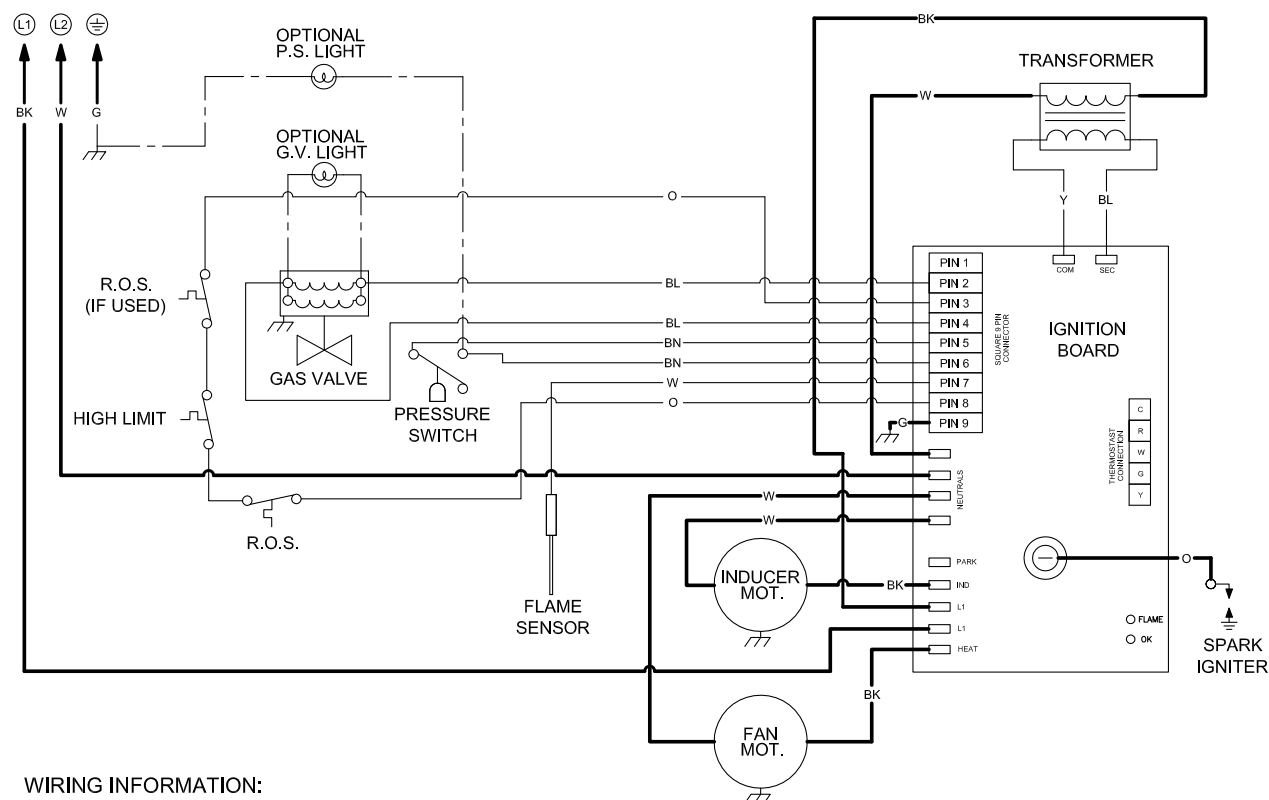 L1 L2
BK W G
OPTIONAL
P.S. LIGHT
OPTIONAL
G.V. LIGHT
R.O.S.
(IF USED)
HIGH LIMIT
R.O.S.
GAS VALVE
PRESSURE
SWITCH
FLAME
SENSOR
BK
W
TRANSFORMER
Y BL
COM SEC
O
BL
BL
BN
BN
W
O
G
PIN 1
PIN 2
PIN 3
PIN 4
PIN 5
PIN 6
PIN 7
PIN 8
PIN 9
SQUARE 9 PIN
CONNECTOR
IGNITION
BOARD
THERMOSTAST
CONNECTION
C
R
W
G
Y
NEUTRALS
W
W
PARK
IND
L1
L1
HEAT
INDUCER
MOT.
BK
BK
FAN
MOT.
O
FLAME
OK
SPARK
IGNITER
WIRING INFORMATION: